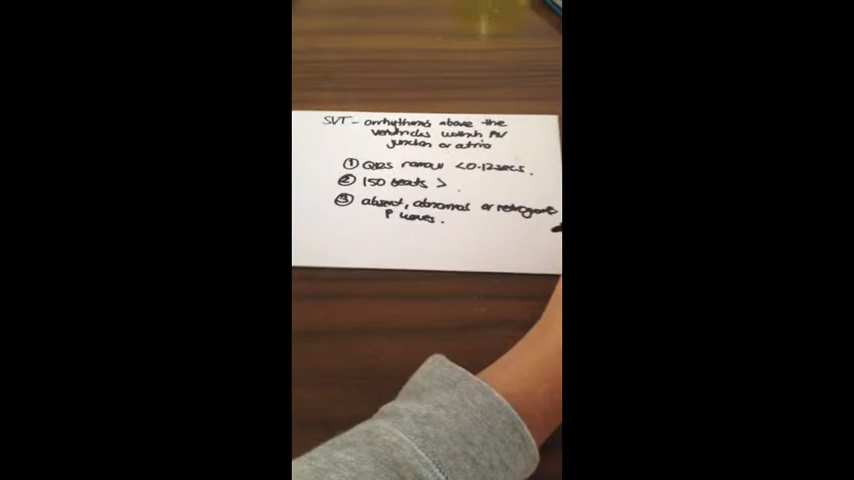 SVT - arrhythmias above the
ventricles within AV
junction or atria
① QRS narrow <0.12secs.
② 150 beats >.
③ absent, abnormal or retrograde
P waves.